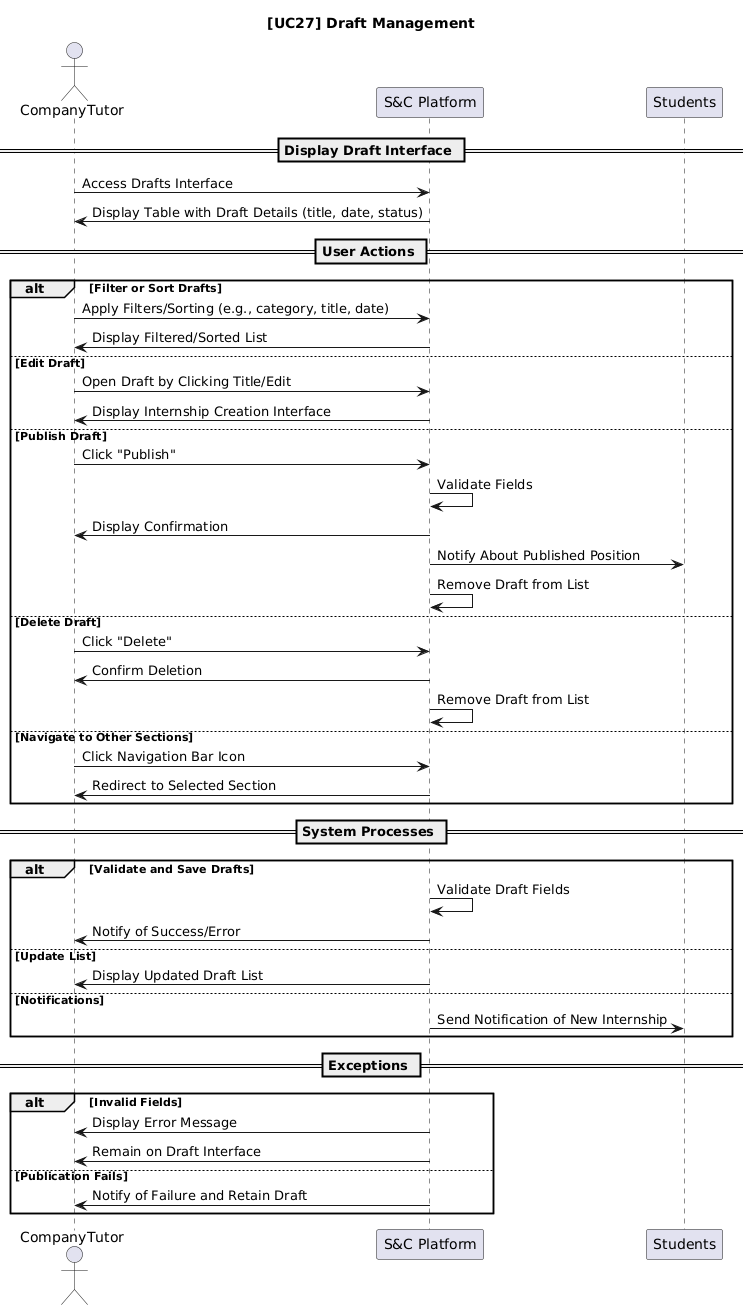 [UC27] Draft Management
CompanyTutor
S&C Platform
Students
Display Draft Interface
Access Drafts Interface
Display Table with Draft Details (title, date, status)
User Actions
alt [Filter or Sort Drafts]
Apply Filters/Sorting (e.g., category, title, date)
Display Filtered/Sorted List
[Edit Draft]
Open Draft by Clicking Title/Edit
Display Internship Creation Interface
[Publish Draft]
Click "Publish"
Validate Fields
Display Confirmation
Notify About Published Position
Remove Draft from List
[Delete Draft]
Click "Delete"
Confirm Deletion
Remove Draft from List
[Navigate to Other Sections]
Click Navigation Bar Icon
Redirect to Selected Section
System Processes
alt [Validate and Save Drafts]
Validate Draft Fields
Notify of Success/Error
[Update List]
Display Updated Draft List
[Notifications]
Send Notification of New Internship
Exceptions
alt [Invalid Fields]
Display Error Message
Remain on Draft Interface
[Publication Fails]
Notify of Failure and Retain Draft
CompanyTutor
S&C Platform
Students